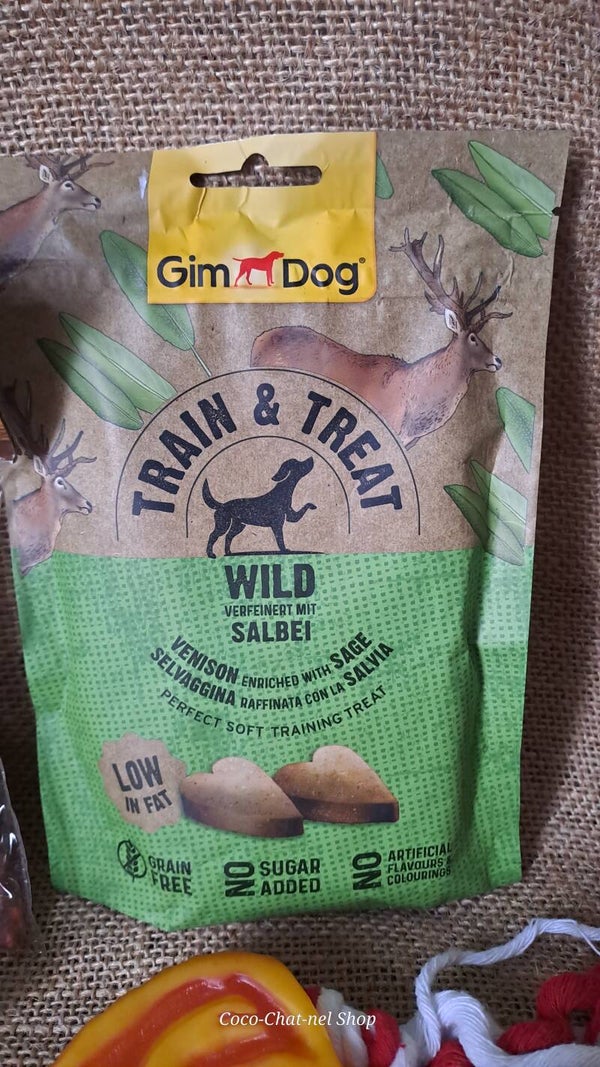 GimDog®
TRAIN & TREAT
WILD
VERFEINERT MIT
SALBEI
VENISON ENRICHED WITH SAGE
SELVAGGINA RAFFINATA CON LA SALVIA
PERFECT SOFT TRAINING TREAT
LOW
IN FAT
GRAIN
FREE
NO SUGAR
ADDED
NO ARTIFICIAL
FLAVOURS &
COLOURINGS
Coco-Chat-nel Shop